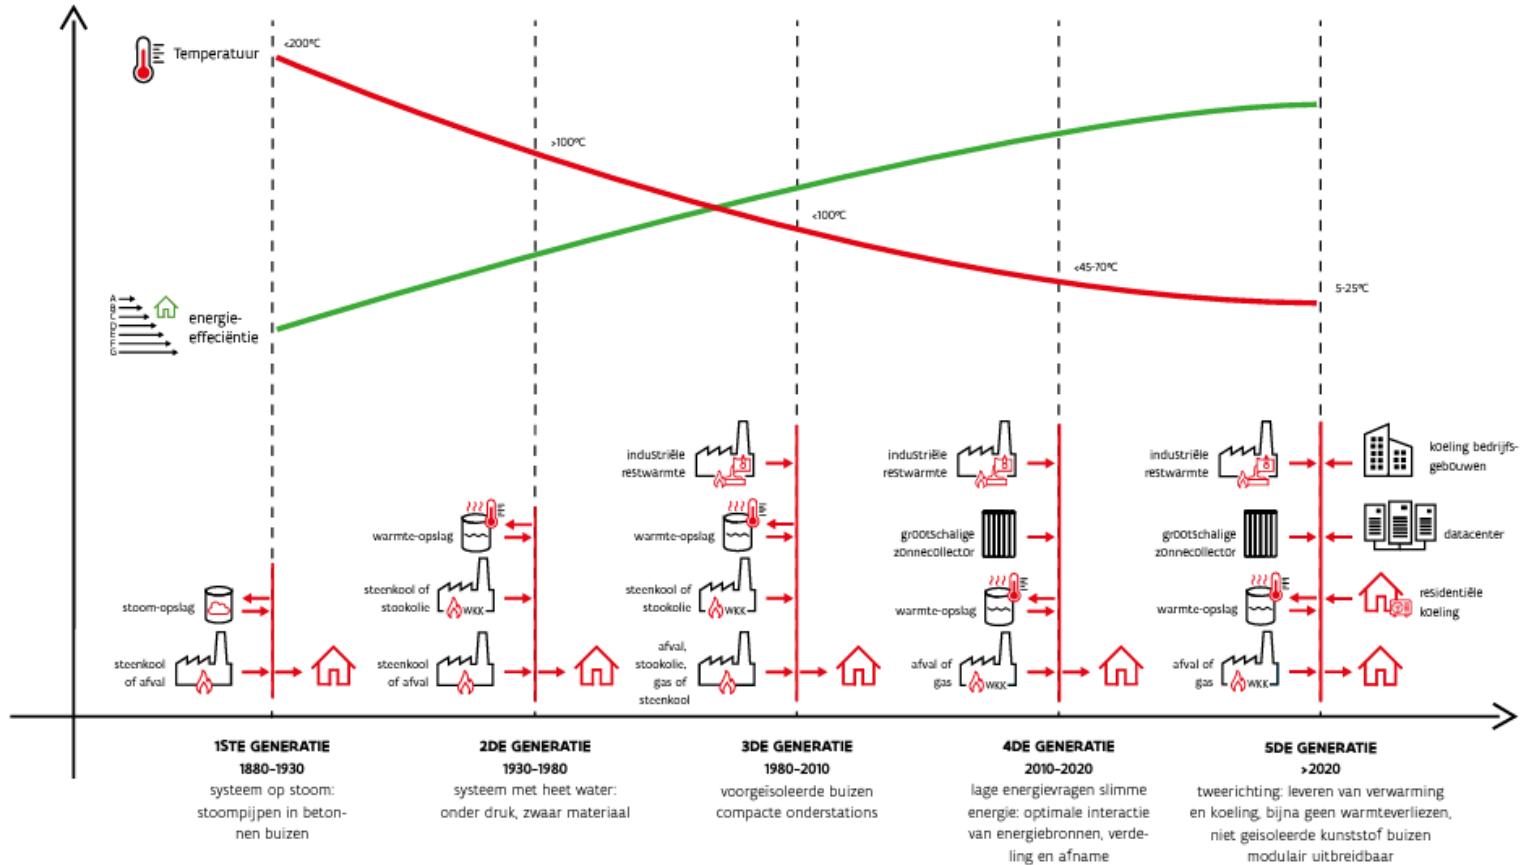 Temperatuur
<200°C
>100°C
<100°C
<45-70°C
5-25°C
A
B
C
D
E
F
G
energie-
effeciëntie
stoom-opslag
steenkool
of afval
warmte-opslag
steenkool of
stookolie
WKK
steenkool
of afval
industriële
restwarmte
warmte-opslag
steenkool of
stookolie
WKK
afval,
stookolie,
gas of
steenkool
industriële
restwarmte
grootschalige
zonnecollector
warmte-opslag
afval of
gas
WKK
industriële
restwarmte
grootschalige
zonnecollector
warmte-opslag
afval of
gas
WKK
koeling bedrijfs-
gebouwen
datacenter
residentiële
koeling
1STE GENERATIE
1880-1930
systeem op stoom:
stoompijpen in beton-
nen buizen
2DE GENERATIE
1930-1980
systeem met heet water:
onder druk, zwaar materiaal
3DE GENERATIE
1980-2010
voorgeïsoleerde buizen
compacte onderstations
4DE GENERATIE
2010-2020
lage energievragen slimme
energie: optimale interactie
van energiebronnen, verde-
ling en afname
5DE GENERATIE
>2020
tweerichting: leveren van verwarming
en koeling, bijna geen warmteverliezen,
niet geisoleerde kunststof buizen
modulair uitbreidbaar